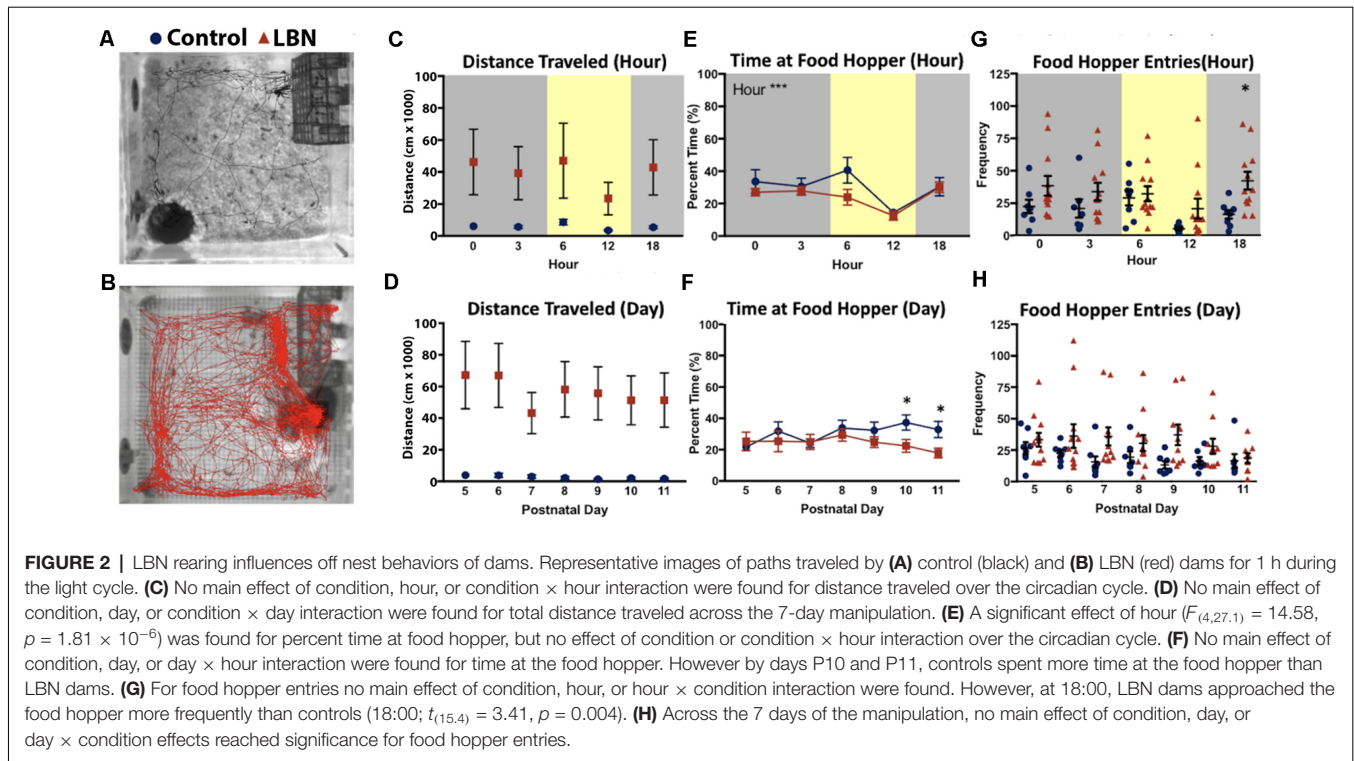 A ● Control ▲ LBN
C
Distance Traveled (Hour)
Distance (cm x 1000)
100
80
60
40
20
0
0 3 6 12 18
Hour
E
Time at Food Hopper (Hour)
Hour ***
Percent Time (%)
100
80
60
40
20
0
0 3 6 12 18
Hour
G
Food Hopper Entries(Hour)
*
Frequency
125
100
75
50
25
0
0 3 6 12 18
Hour
B
D
Distance Traveled (Day)
Distance (cm x 1000)
100
80
60
40
20
0
5 6 7 8 9 10 11
Postnatal Day
F
Time at Food Hopper (Day)
* *
Percent Time (%)
100
80
60
40
20
0
5 6 7 8 9 10 11
Postnatal Day
H
Food Hopper Entries (Day)
Frequency
125
100
75
50
25
0
5 6 7 8 9 10 11
Postnatal Day
FIGURE 2 | LBN rearing influences off nest behaviors of dams. Representative images of paths traveled by (A) control (black) and (B) LBN (red) dams for 1 h during
the light cycle. (C) No main effect of condition, hour, or condition × hour interaction were found for distance traveled over the circadian cycle. (D) No main effect of
condition, day, or condition × day interaction were found for total distance traveled across the 7-day manipulation. (E) A significant effect of hour (F(4,27.1) = 14.58,
p = 1.81 × 10−6) was found for percent time at food hopper, but no effect of condition or condition × hour interaction over the circadian cycle. (F) No main effect of
condition, day, or day × hour interaction were found for time at the food hopper. However by days P10 and P11, controls spent more time at the food hopper than
LBN dams. (G) For food hopper entries no main effect of condition, hour, or hour × condition interaction were found. However, at 18:00, LBN dams approached the
food hopper more frequently than controls (18:00; t(15.4) = 3.41, p = 0.004). (H) Across the 7 days of the manipulation, no main effect of condition, day, or
day × condition effects reached significance for food hopper entries.